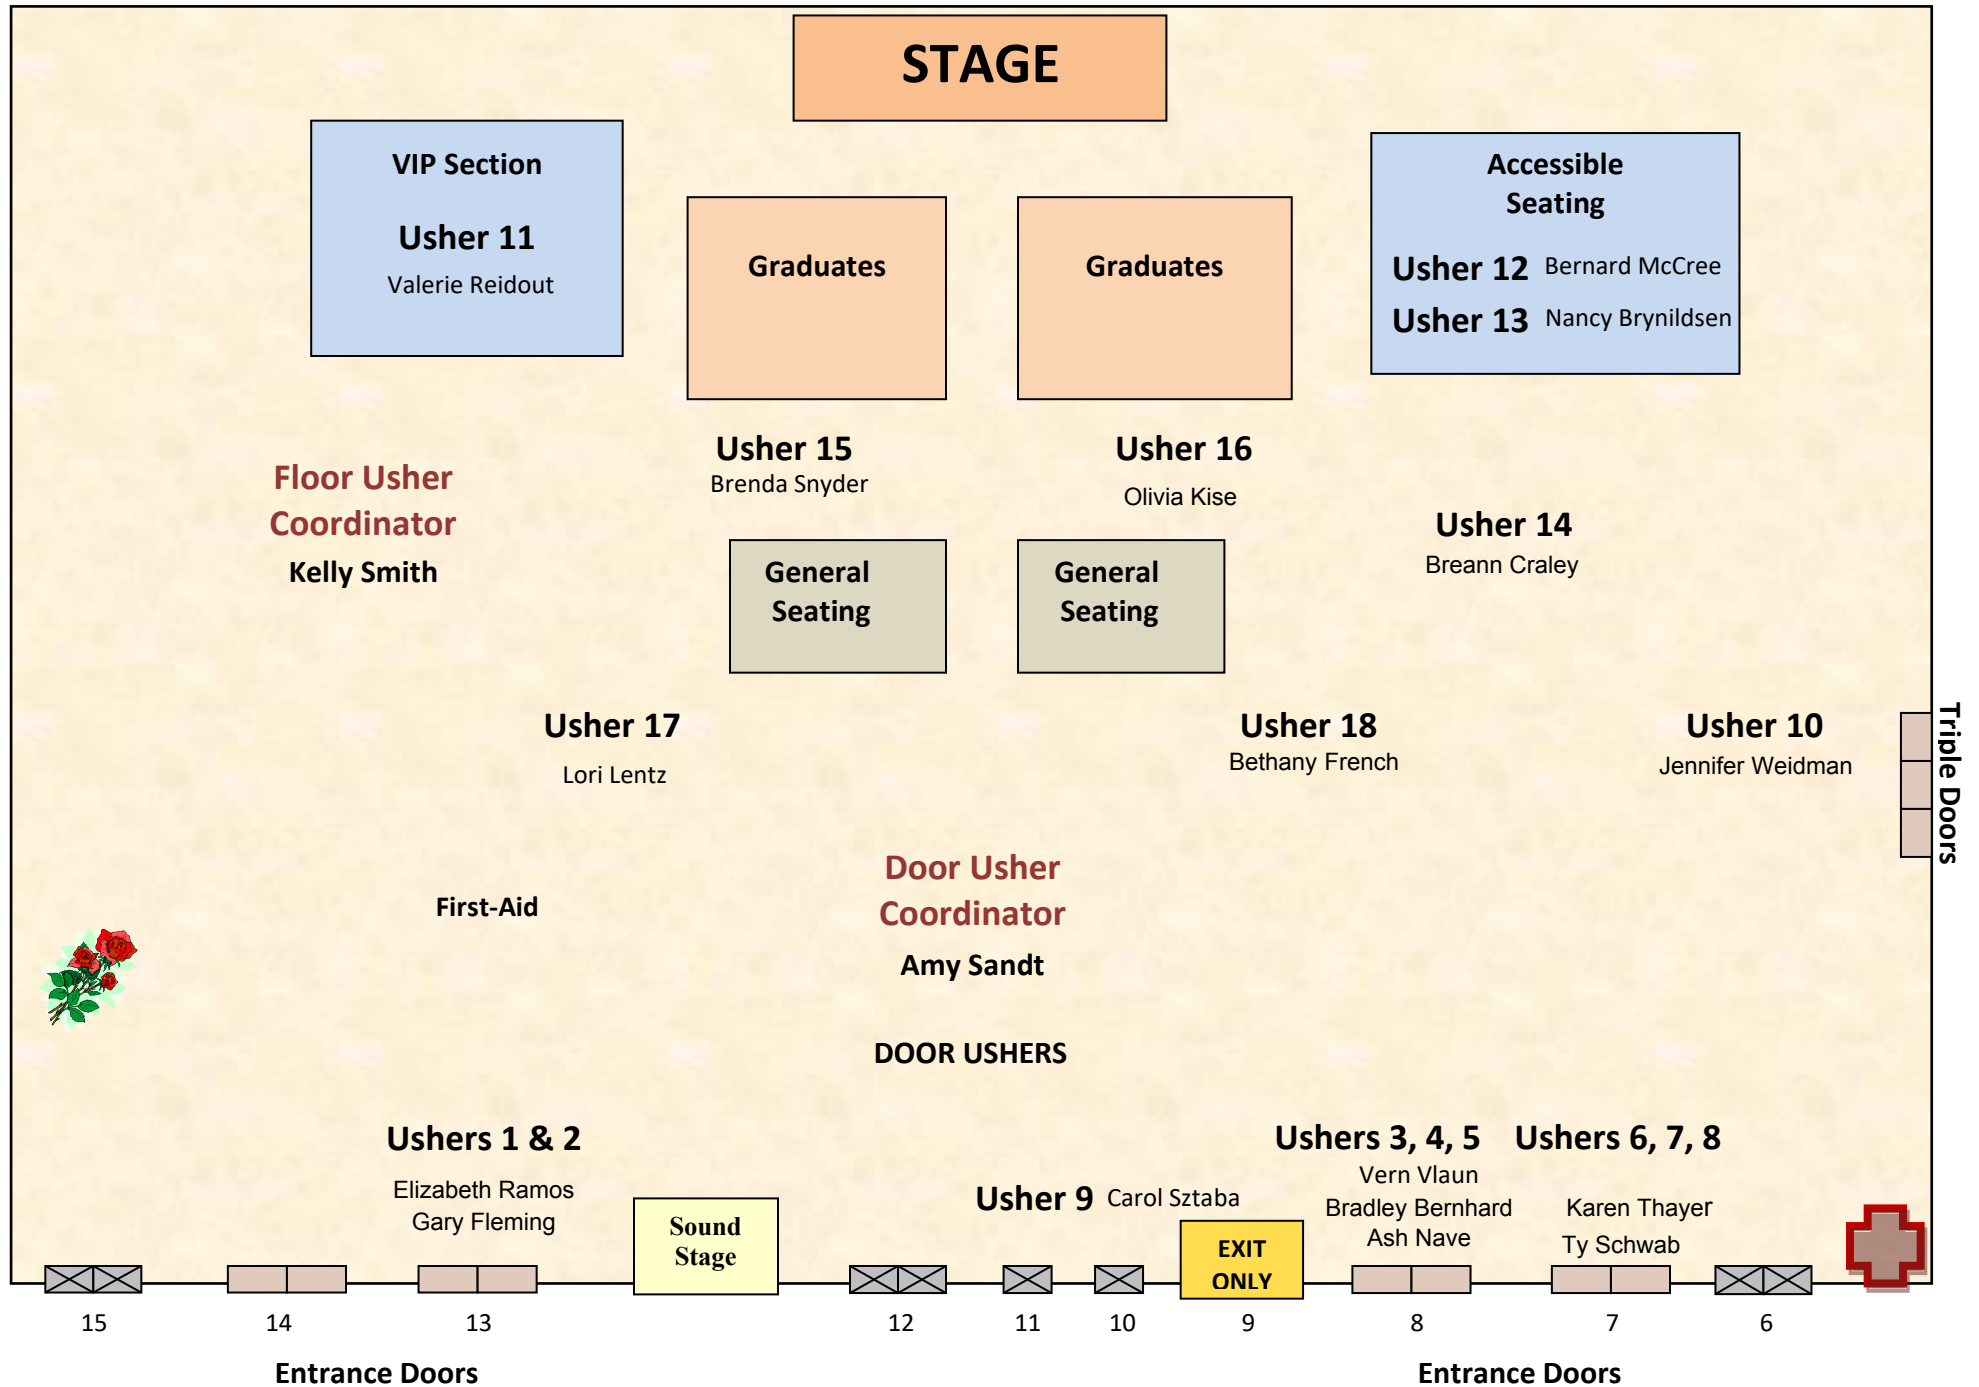 STAGE
VIP Section
Usher 11
Valerie Reidout
Graduates
Graduates
Accessible
Seating
Usher 12 Bernard McCree
Usher 13 Nancy Brynildsen
Floor Usher
Coordinator
Kelly Smith
Usher 15
Brenda Snyder
Usher 16
Olivia Kise
Usher 14
Breann Craley
General
Seating
General
Seating
Usher 17
Lori Lentz
Usher 18
Bethany French
Usher 10
Jennifer Weidman
Triple Doors
First-Aid
Door Usher
Coordinator
Amy Sandt
DOOR USHERS
Ushers 1 & 2
Elizabeth Ramos
Gary Fleming
Sound
Stage
Usher 9 Carol Sztaba
EXIT
ONLY
Ushers 3, 4, 5
Vern Vlaun
Bradley Bernhard
Ash Nave
Ushers 6, 7, 8
Karen Thayer
Ty Schwab
15 14 13 12 11 10 9 8 7 6
Entrance Doors Entrance Doors